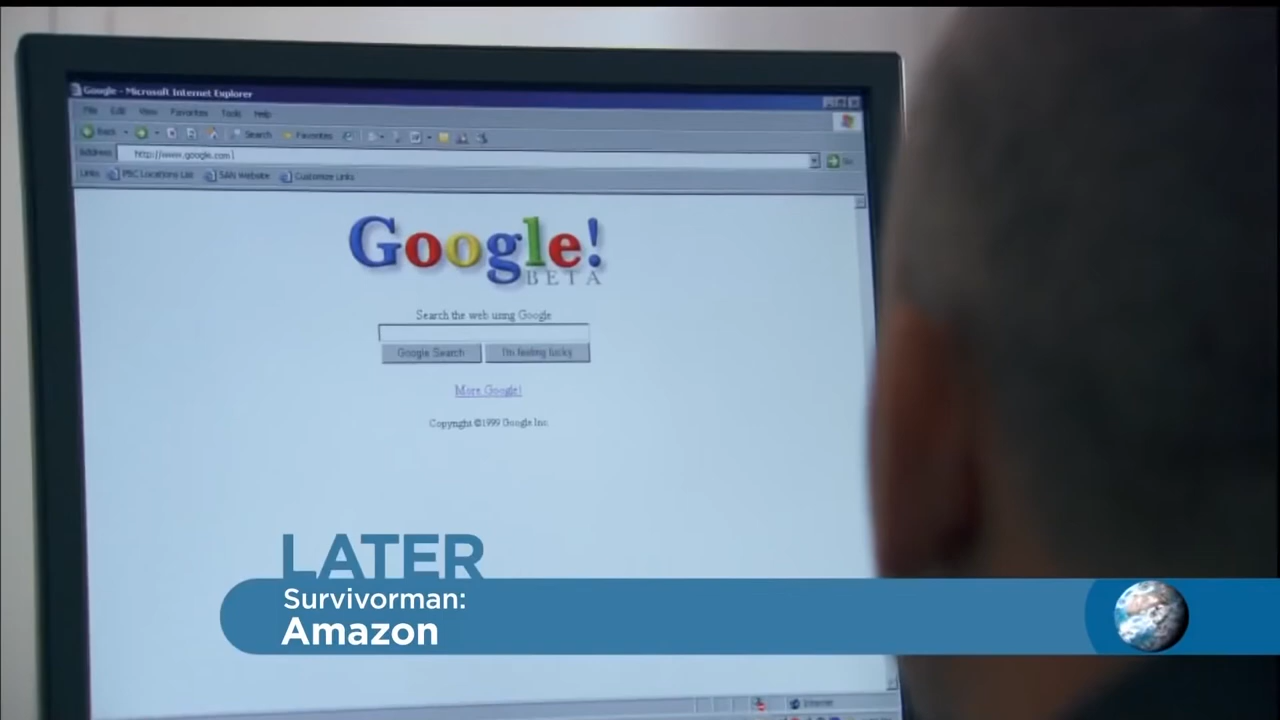 Google - Microsoft Internet Explorer
File Edit View Favorites Tools Help
Back Search Favorites
Address http://www.google.com Go
Links PBC Locations List SAN Website Customize Links
Google!
BETA
Search the web using Google
Google Search I'm feeling lucky
More Google!
Copyright ©1999 Google Inc.
LATER
Survivorman:
Amazon
Internet